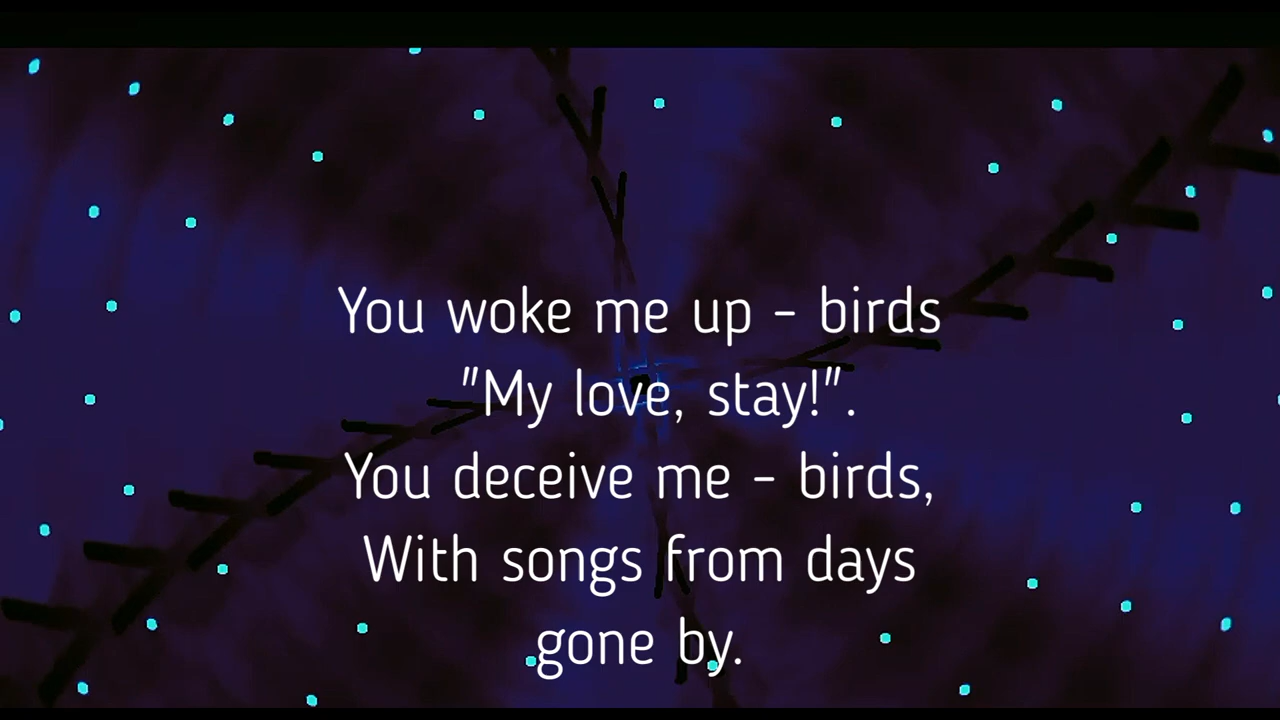 You woke me up - birds
"My love, stay!".
You deceive me - birds,
With songs from days
gone by.